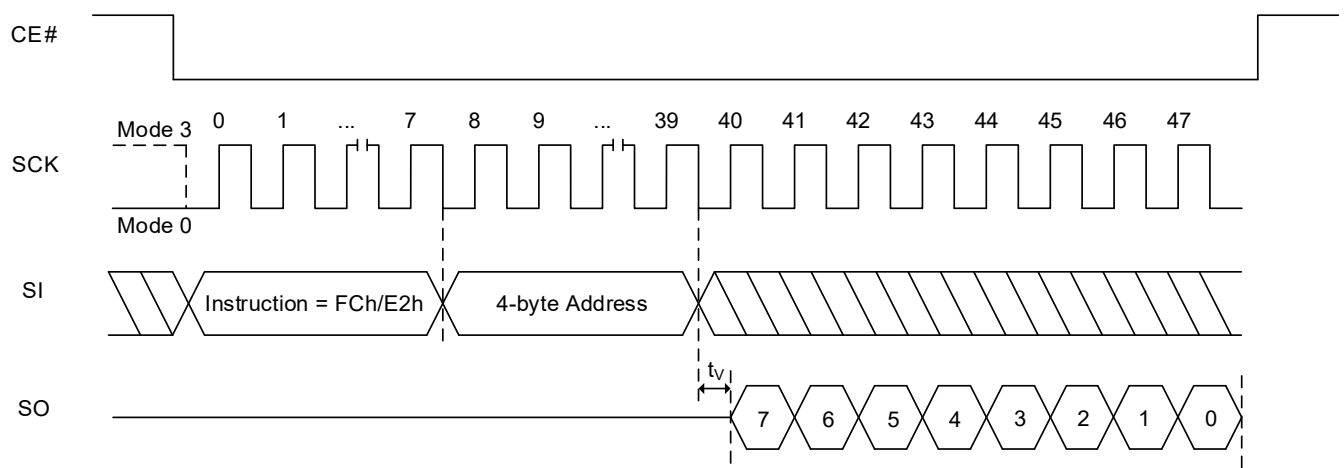 CE#
Mode 3 0 1 ... 7 8 9 ... 39 40 41 42 43 44 45 46 47
SCK
Mode 0
SI Instruction = FCh/E2h 4-byte Address
tV
SO 7 6 5 4 3 2 1 0